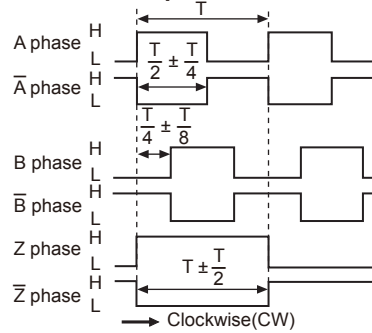 T
A phase H
L
T/2 ± T/4
A̅ phase H
L
T/4 ± T/8
B phase H
L
B̅ phase H
L
Z phase H
L
T ± T/2
Z̅ phase H
L
Clockwise(CW)